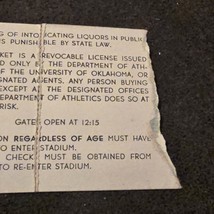 G OF INTOXICATING LIQUORS IN PUBLIC
IS PUNISHABLE BY STATE LAW.
KET IS A REVOCABLE LICENSE ISSUED
D ONLY BY THE DEPARTMENT OF ATH-
F THE UNIVERSITY OF OKLAHOMA, OR
NATED AGENTS. ANY PERSON BUYING
EXCEPT AT THE DESIGNATED OFFICES
EPARTMENT OF ATHLETICS DOES SO AT
RISK.
GATES OPEN AT 12:15
ON REGARDLESS OF AGE MUST HAVE
TO ENTER STADIUM.
CHECK MUST BE OBTAINED FROM
TO RE-ENTER STADIUM.